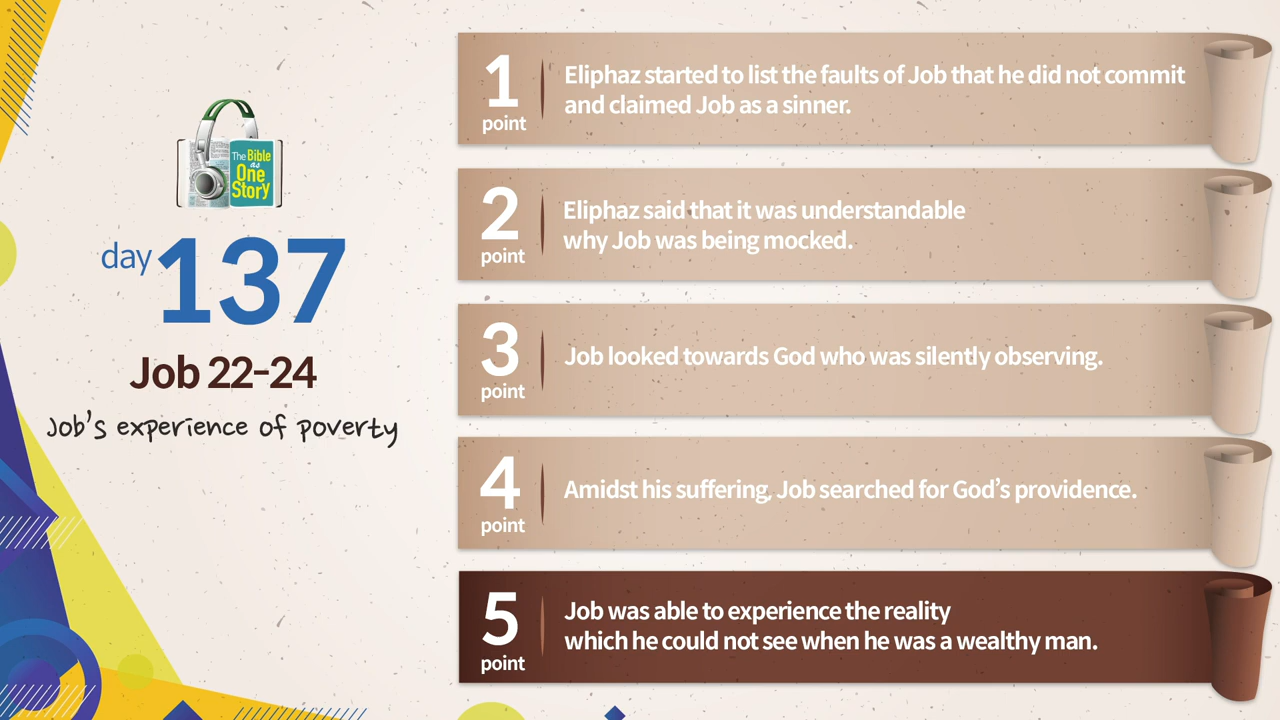 The Bible
as
One
Story
day 137
Job 22-24
Job's experience of poverty
1
point
Eliphaz started to list the faults of Job that he did not commit
and claimed Job as a sinner.
2
point
Eliphaz said that it was understandable
why Job was being mocked.
3
point
Job looked towards God who was silently observing.
4
point
Amidst his suffering, Job searched for God's providence.
5
point
Job was able to experience the reality
which he could not see when he was a wealthy man.